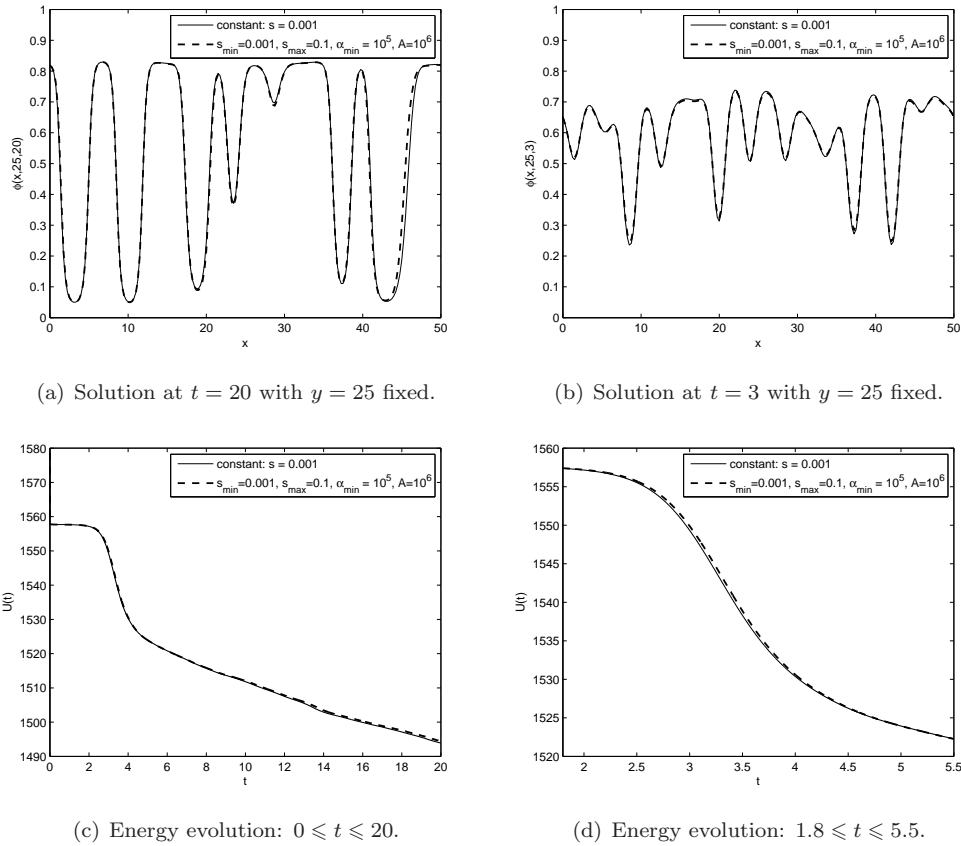 constant: s = 0.001
s_min=0.001, s_max=0.1, α_min = 10^5, A=10^6
1
0.9
0.8
0.7
0.6
0.5
0.4
0.3
0.2
0.1
0
ϕ(x,25,20)
0 10 20 30 40 50
x
(a) Solution at t = 20 with y = 25 fixed.
constant: s = 0.001
s_min=0.001, s_max=0.1, α_min = 10^5, A=10^6
1
0.9
0.8
0.7
0.6
0.5
0.4
0.3
0.2
0.1
0
ϕ(x,25,3)
0 10 20 30 40 50
x
(b) Solution at t = 3 with y = 25 fixed.
constant: s = 0.001
s_min=0.001, s_max=0.1, α_min = 10^5, A=10^6
1580
1570
1560
1550
1540
1530
1520
1510
1500
1490
U(t)
0 2 4 6 8 10 12 14 16 18 20
t
(c) Energy evolution: 0 ⩽ t ⩽ 20.
constant: s = 0.001
s_min=0.001, s_max=0.1, α_min = 10^5, A=10^6
1560
1555
1550
1545
1540
1535
1530
1525
1520
U(t)
2 2.5 3 3.5 4 4.5 5 5.5
t
(d) Energy evolution: 1.8 ⩽ t ⩽ 5.5.